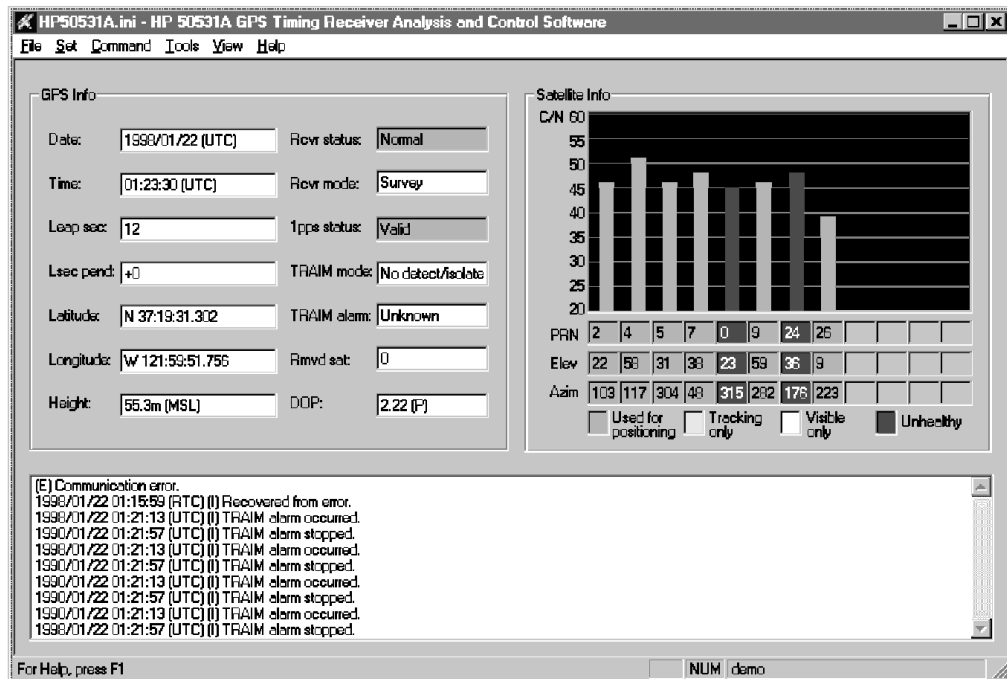 HP50531A.ini - HP 50531A GPS Timing Receiver Analysis and Control Software
File Set Command Tools View Help
GPS Info
Date: 1998/01/22 (UTC) Rcvr status: Normal
Time: 01:23:30 (UTC) Rcvr mode: Survey
Leap sec: 12 1pps status: Valid
Lsec pend: +0 TRAIM mode: No detect/isolate
Latitude: N 37:19:31.302 TRAIM alarm: Unknown
Longitude: W 121:59:51.756 Rmvd sat: 0
Height: 55.3m (MSL) DOP: 2.22 (P)
Satellite Info
C/N 60
55
50
45
40
35
30
25
20
PRN 2 4 5 7 0 9 24 26
Elev 22 58 31 38 23 59 36 9
Azim 103 117 304 48 315 282 176 223
Used for positioning Tracking only Visible only Unhealthy
(E) Communication error.
1998/01/22 01:15:59 (RTC) (I) Recovered from error.
1998/01/22 01:21:13 (UTC) (I) TRAIM alarm occurred.
1990/01/22 01:21:57 (UTC) (I) TRAIM alarm stopped.
1998/01/22 01:21:13 (UTC) (I) TRAIM alarm occurred.
1998/01/22 01:21:57 (UTC) (I) TRAIM alarm stopped.
1990/01/22 01:21:13 (UTC) (I) TRAIM alarm occurred.
1990/01/22 01:21:57 (UTC) (I) TRAIM alarm stopped.
1990/01/22 01:21:13 (UTC) (I) TRAIM alarm occurred.
1998/01/22 01:21:57 (UTC) (I) TRAIM alarm stopped.
For Help, press F1 NUM demo